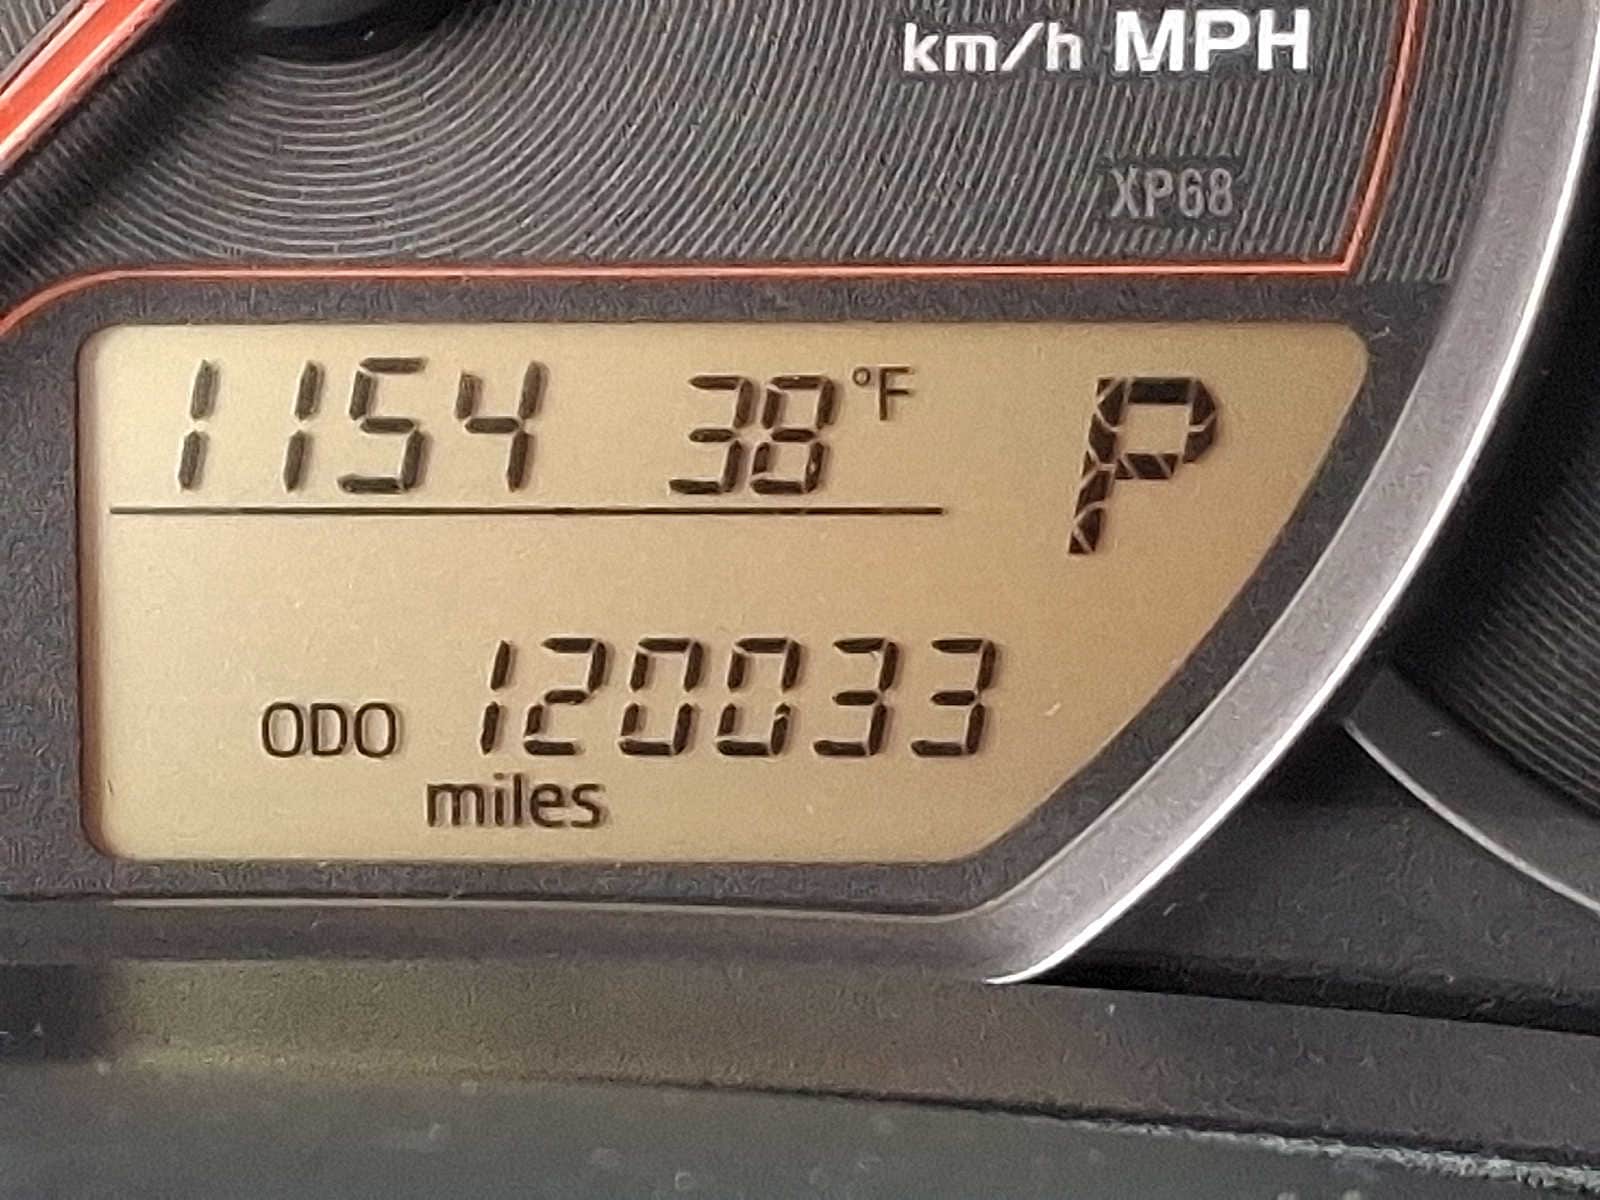 km/h MPH
XP68
1154 38°F P
ODO 120033
miles